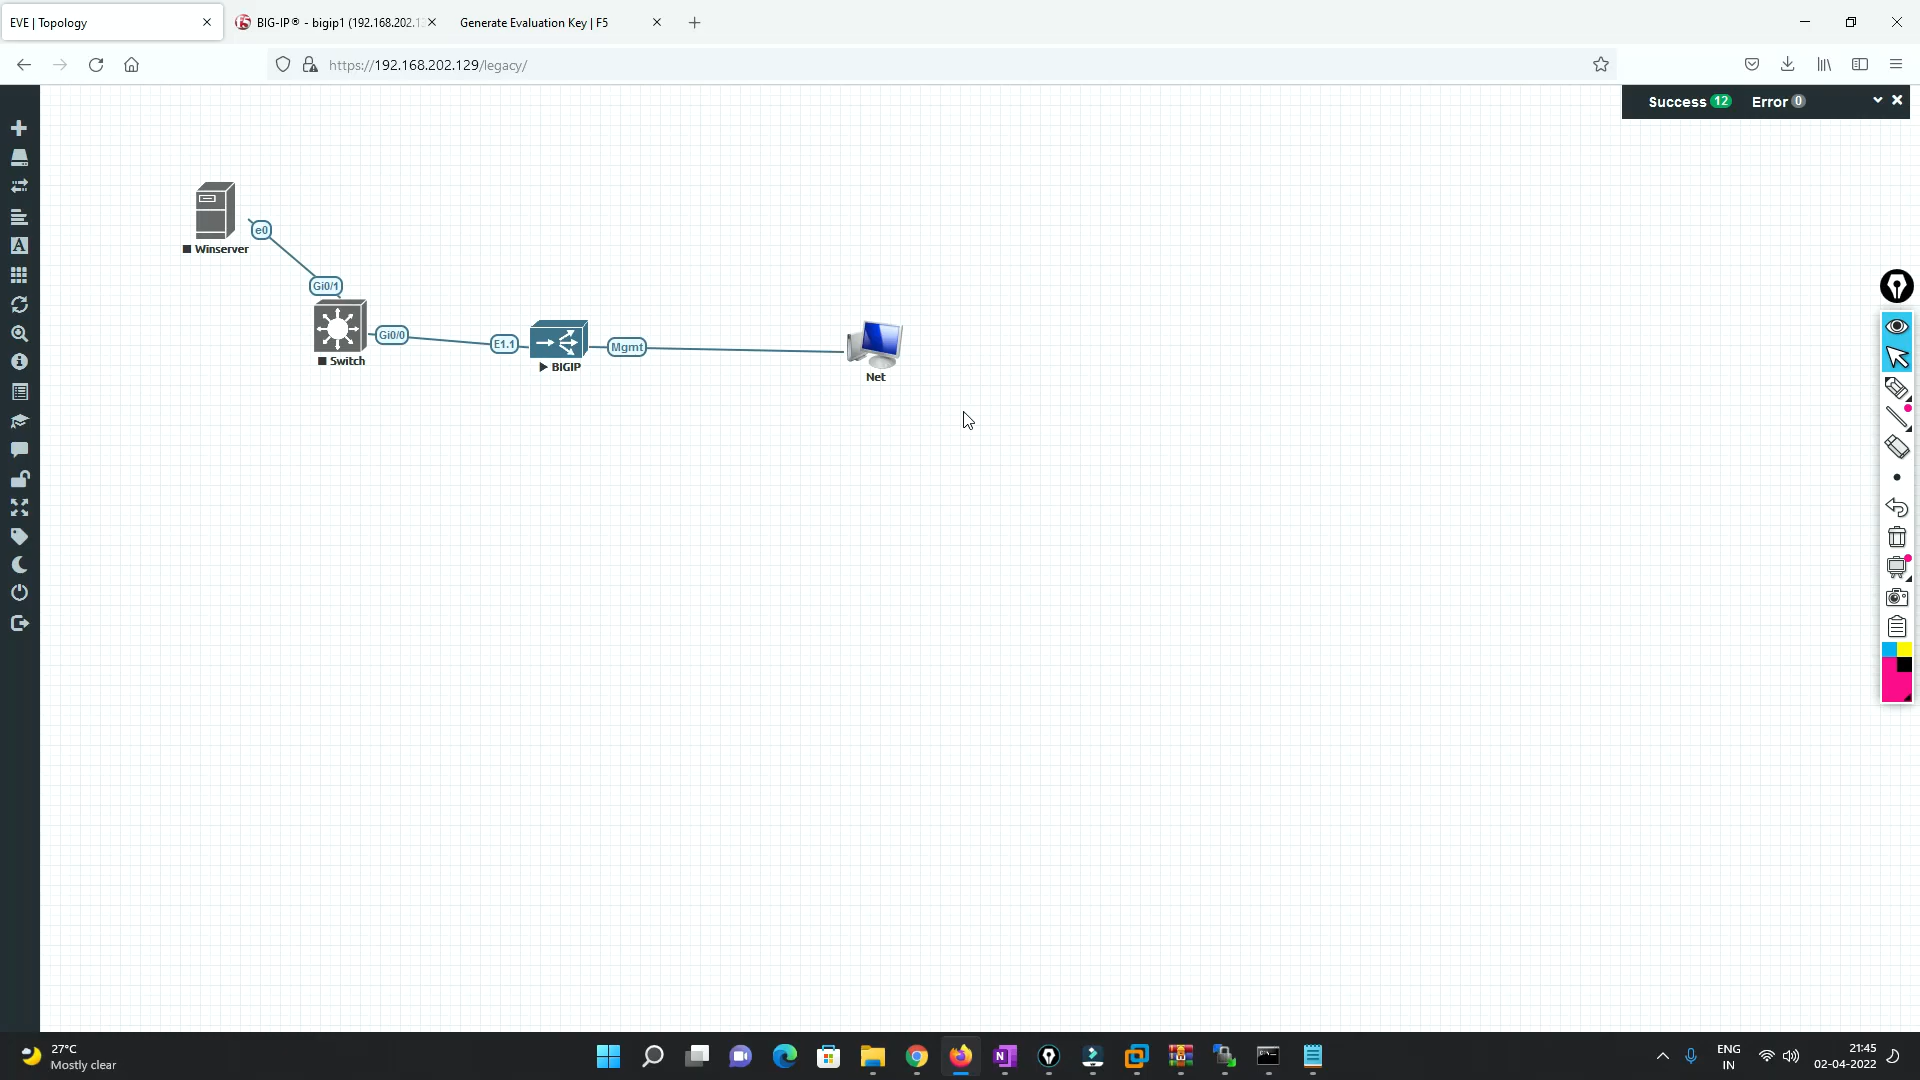 EVE | Topology
BIG-IP® - bigip1 (192.168.202.1
Generate Evaluation Key | F5
https://192.168.202.129/legacy/
Success 12 Error 0
e0
Winserver
Gi0/1
Gi0/0
E1.1
Mgmt
Switch
BIGIP
Net
27°C
Mostly clear
ENG
IN
21:45
02-04-2022